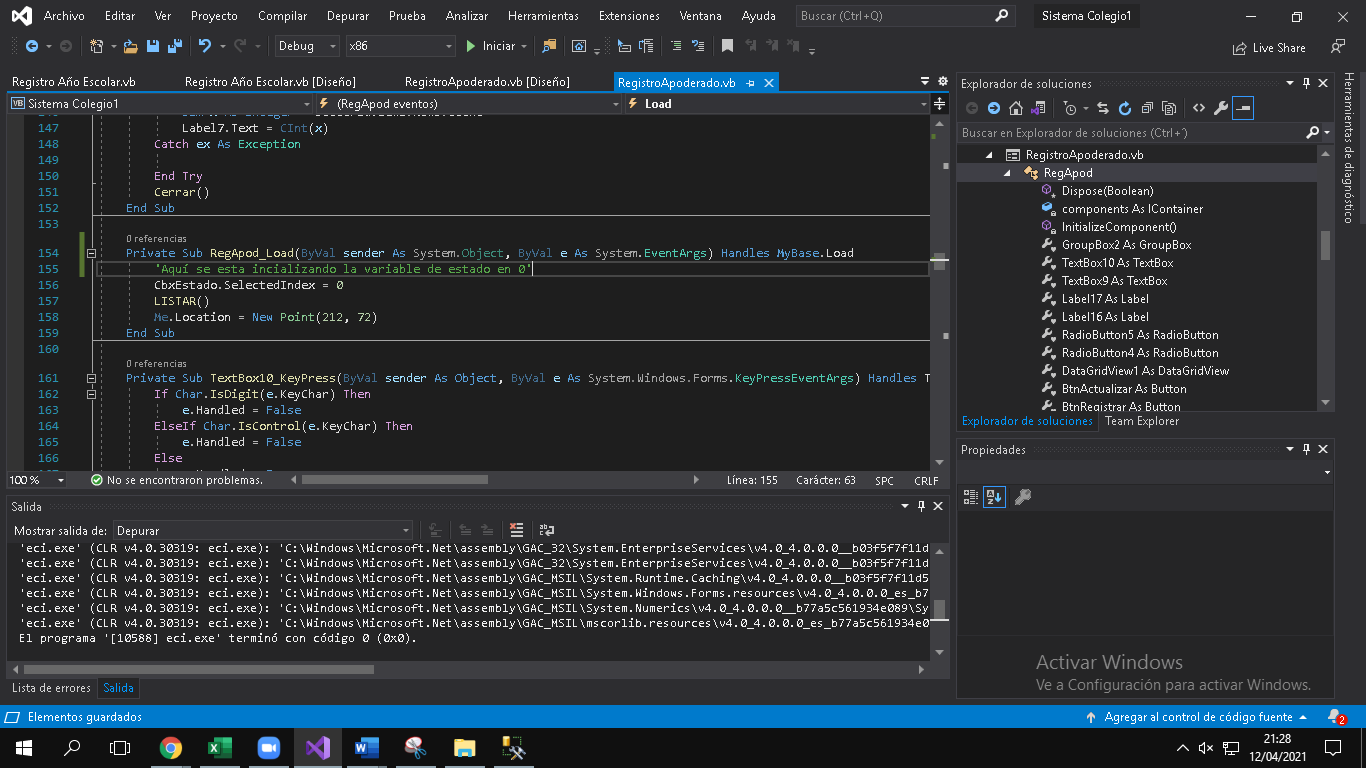 Archivo Editar Ver Proyecto Compilar Depurar Prueba Analizar Herramientas Extensiones Ventana Ayuda Buscar (Ctrl+Q) Sistema Colegio1
Debug x86 Iniciar Live Share
Registro Año Escolar.vb Registro Año Escolar.vb [Diseño] RegistroApoderado.vb [Diseño] RegistroApoderado.vb
Sistema Colegio1 (RegApod eventos) Load
147 Label7.Text = CInt(x)
148 Catch ex As Exception
149
150 End Try
151 Cerrar()
152 End Sub
153
0 referencias
154 Private Sub RegApod_Load(ByVal sender As System.Object, ByVal e As System.EventArgs) Handles MyBase.Load
155 'Aquí se esta incializando la variable de estado en 0'
156 CbxEstado.SelectedIndex = 0
157 LISTAR()
158 Me.Location = New Point(212, 72)
159 End Sub
160
0 referencias
161 Private Sub TextBox10_KeyPress(ByVal sender As Object, ByVal e As System.Windows.Forms.KeyPressEventArgs) Handles T
162 If Char.IsDigit(e.KeyChar) Then
163 e.Handled = False
164 ElseIf Char.IsControl(e.KeyChar) Then
165 e.Handled = False
166 Else
100 % No se encontraron problemas. Línea: 155 Carácter: 63 SPC CRLF
Salida
Mostrar salida de: Depurar
'eci.exe' (CLR v4.0.30319: eci.exe): 'C:\Windows\Microsoft.Net\assembly\GAC_32\System.EnterpriseServices\v4.0_4.0.0.0__b03f5f7f11d
'eci.exe' (CLR v4.0.30319: eci.exe): 'C:\Windows\Microsoft.Net\assembly\GAC_32\System.EnterpriseServices\v4.0_4.0.0.0__b03f5f7f11d
'eci.exe' (CLR v4.0.30319: eci.exe): 'C:\Windows\Microsoft.Net\assembly\GAC_MSIL\System.Runtime.Caching\v4.0_4.0.0.0__b03f5f7f11d5
'eci.exe' (CLR v4.0.30319: eci.exe): 'C:\Windows\Microsoft.Net\assembly\GAC_MSIL\System.Windows.Forms.resources\v4.0_4.0.0.0_es_b7
'eci.exe' (CLR v4.0.30319: eci.exe): 'C:\Windows\Microsoft.Net\assembly\GAC_MSIL\System.Numerics\v4.0_4.0.0.0__b77a5c561934e089\Sy
'eci.exe' (CLR v4.0.30319: eci.exe): 'C:\Windows\Microsoft.Net\assembly\GAC_MSIL\mscorlib.resources\v4.0_4.0.0.0_es_b77a5c561934e0
El programa '[10588] eci.exe' terminó con código 0 (0x0).
Lista de errores Salida
Explorador de soluciones
Buscar en Explorador de soluciones (Ctrl+´)
RegistroApoderado.vb
RegApod
Dispose(Boolean)
components As IContainer
InitializeComponent()
GroupBox2 As GroupBox
TextBox10 As TextBox
TextBox9 As TextBox
Label17 As Label
Label16 As Label
RadioButton5 As RadioButton
RadioButton4 As RadioButton
DataGridView1 As DataGridView
BtnActualizar As Button
BtnRegistrar As Button
Explorador de soluciones Team Explorer
Propiedades
Herramientas de diagnóstico
Activar Windows
Ve a Configuración para activar Windows.
Elementos guardados Agregar al control de código fuente 2
21:28
12/04/2021